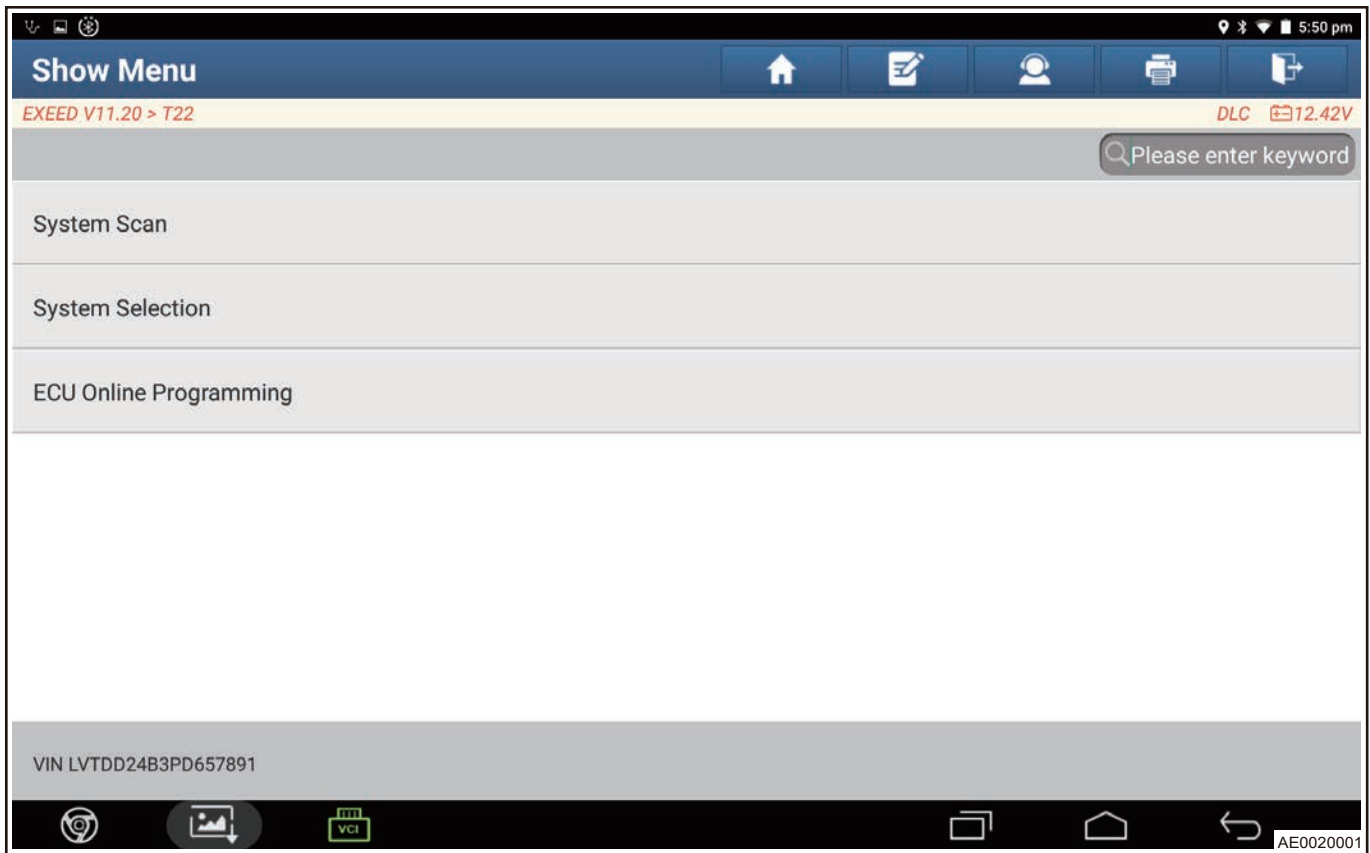 5:50 pm
Show Menu
EXEED V11.20 > T22
DLC 12.42V
Please enter keyword
System Scan
System Selection
ECU Online Programming
VIN LVTDD24B3PD657891
VCI
AE0020001